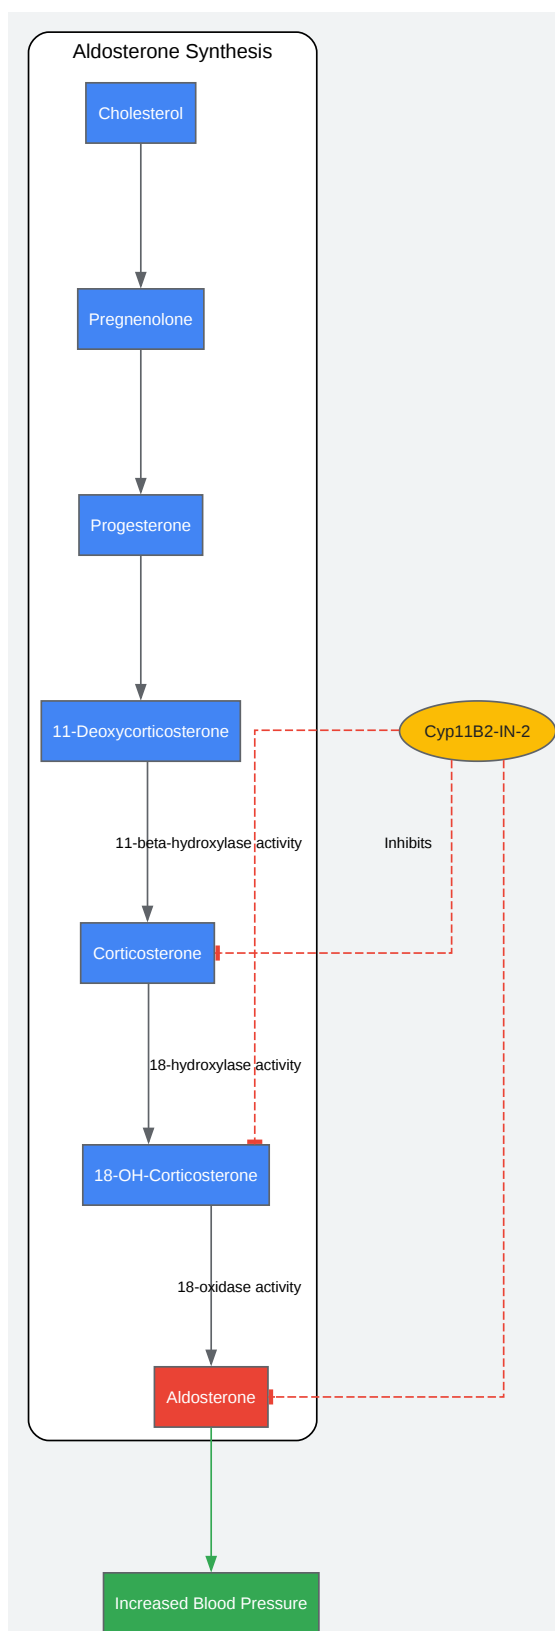 Aldosterone Synthesis
Cholesterol
Pregnenolone
Progesterone
11-Deoxycorticosterone
Cyp11B2-IN-2
11-beta-hydroxylase activity
Inhibits
Corticosterone
18-hydroxylase activity
18-OH-Corticosterone
18-oxidase activity
Aldosterone
Increased Blood Pressure